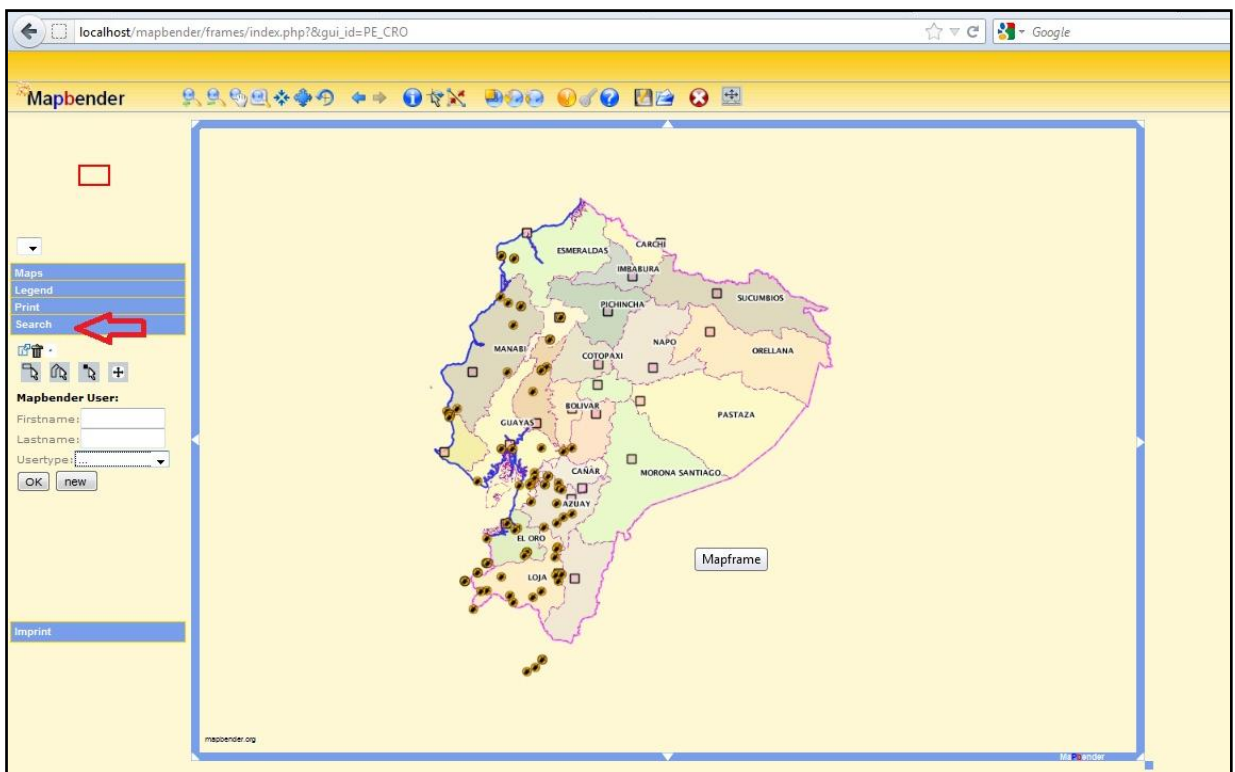 localhost/mapbender/frames/index.php?&gui_id=PE_CRO
Google
Mapbender
Maps
Legend
Print
Search
Mapbender User:
Firstname:
Lastname:
Usertype: ...
OK new
Imprint
ESMERALDAS
CARCHI
IMBABURA
SUCUMBIOS
PICHINCHA
NAPO
MANABI
COTOPAXI
ORELLANA
BOLIVAR
PASTAZA
GUAYAS
CAÑAR
MORONA SANTIAGO
AZUAY
EL ORO
LOJA
Mapframe
mapbender.org
MaPbender